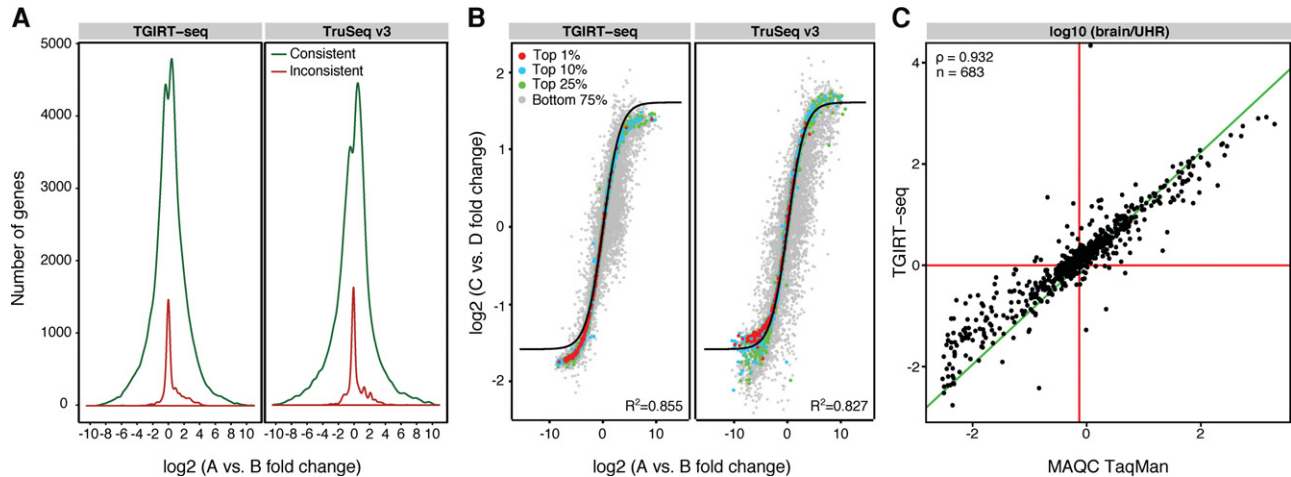 A
TGIRT−seq
TruSeq v3
Consistent
Inconsistent
5000
4000
3000
2000
1000
0
Number of genes
-10 -8 -6 -4 -2 0 2 4 6 8 10
-10 -8 -6 -4 -2 0 2 4 6 8 10
log2 (A vs. B fold change)
B
TGIRT−seq
TruSeq v3
Top 1%
Top 10%
Top 25%
Bottom 75%
2
1
0
-1
-2
log2 (C vs. D fold change)
R²=0.855
R²=0.827
-10 0 10
-10 0 10
log2 (A vs. B fold change)
C
log10 (brain/UHR)
ρ = 0.932
n = 683
4
2
0
-2
TGIRT−seq
-2 0 2
MAQC TaqMan